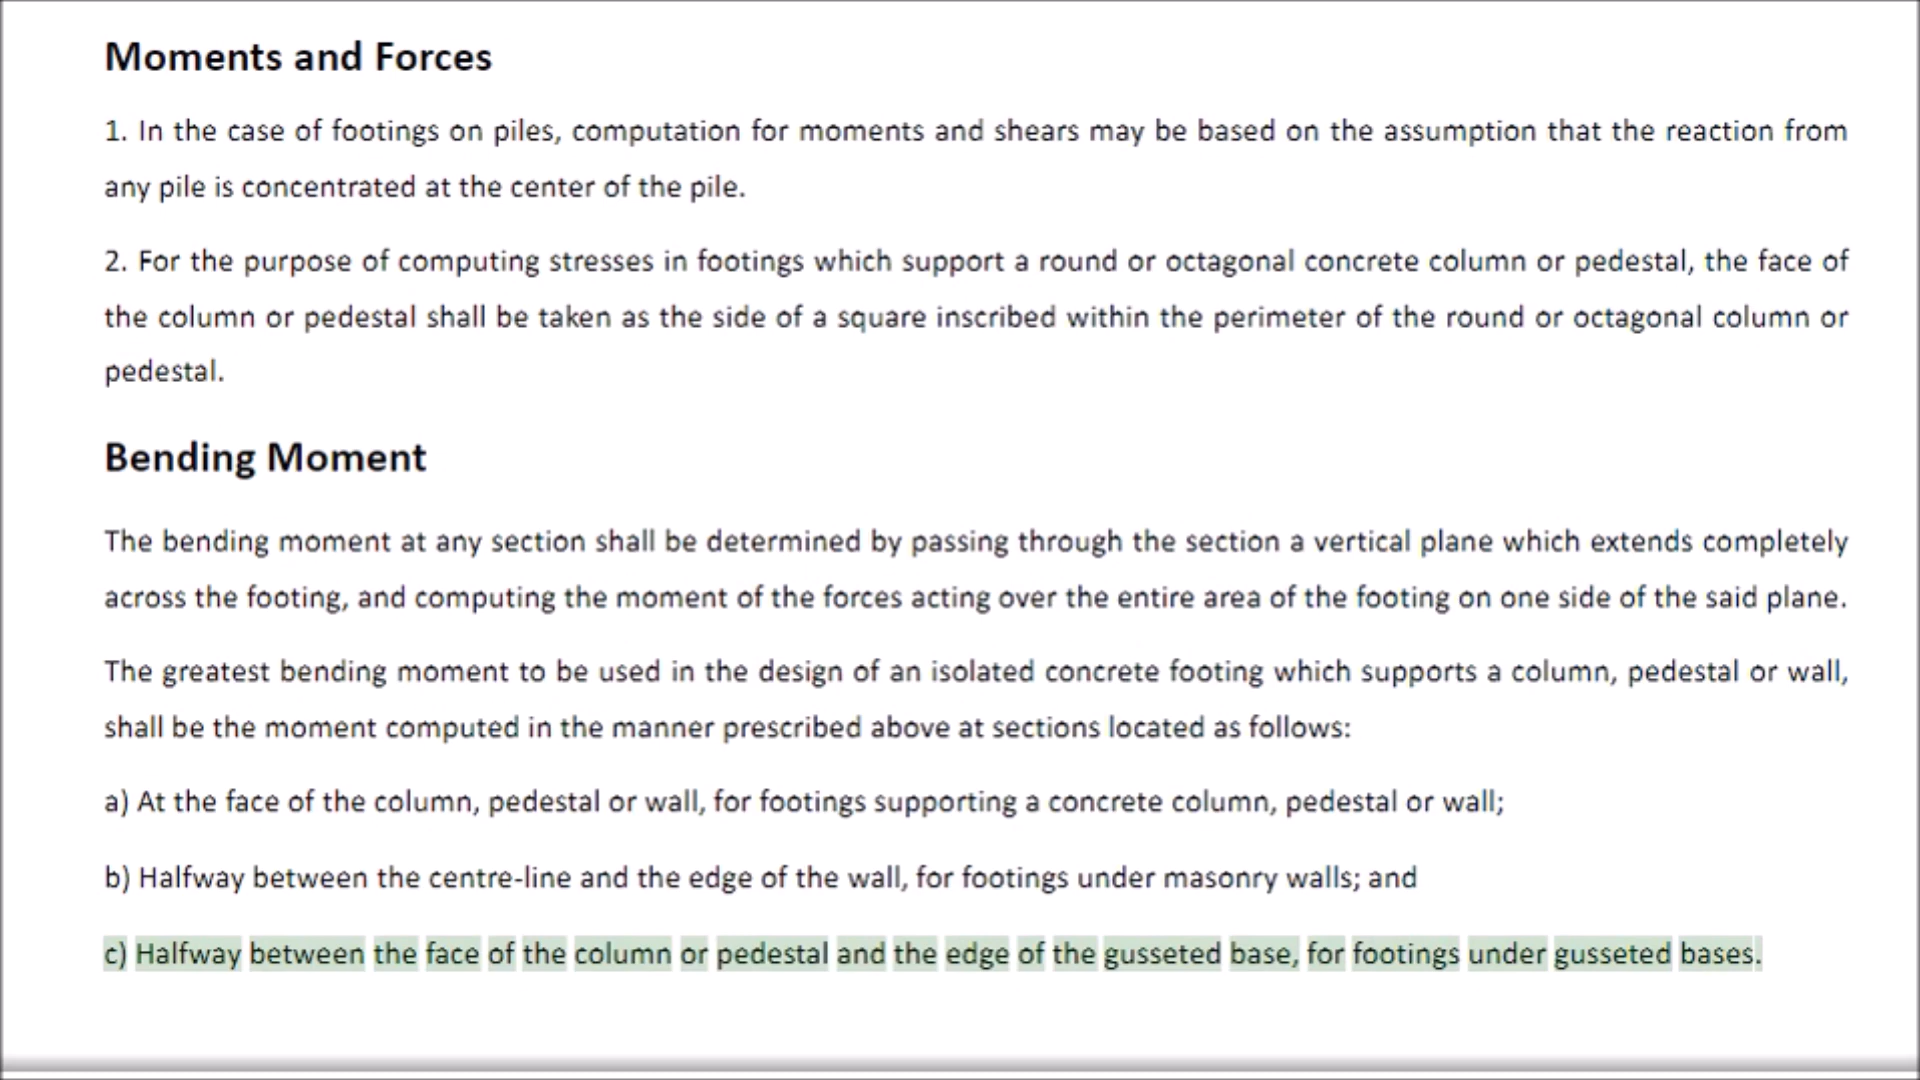 Moments and Forces
1. In the case of footings on piles, computation for moments and shears may be based on the assumption that the reaction from
any pile is concentrated at the center of the pile.
2. For the purpose of computing stresses in footings which support a round or octagonal concrete column or pedestal, the face of
the column or pedestal shall be taken as the side of a square inscribed within the perimeter of the round or octagonal column or
pedestal.
Bending Moment
The bending moment at any section shall be determined by passing through the section a vertical plane which extends completely
across the footing, and computing the moment of the forces acting over the entire area of the footing on one side of the said plane.
The greatest bending moment to be used in the design of an isolated concrete footing which supports a column, pedestal or wall,
shall be the moment computed in the manner prescribed above at sections located as follows:
a) At the face of the column, pedestal or wall, for footings supporting a concrete column, pedestal or wall;
b) Halfway between the centre-line and the edge of the wall, for footings under masonry walls; and
c) Halfway between the face of the column or pedestal and the edge of the gusseted base, for footings under gusseted bases.